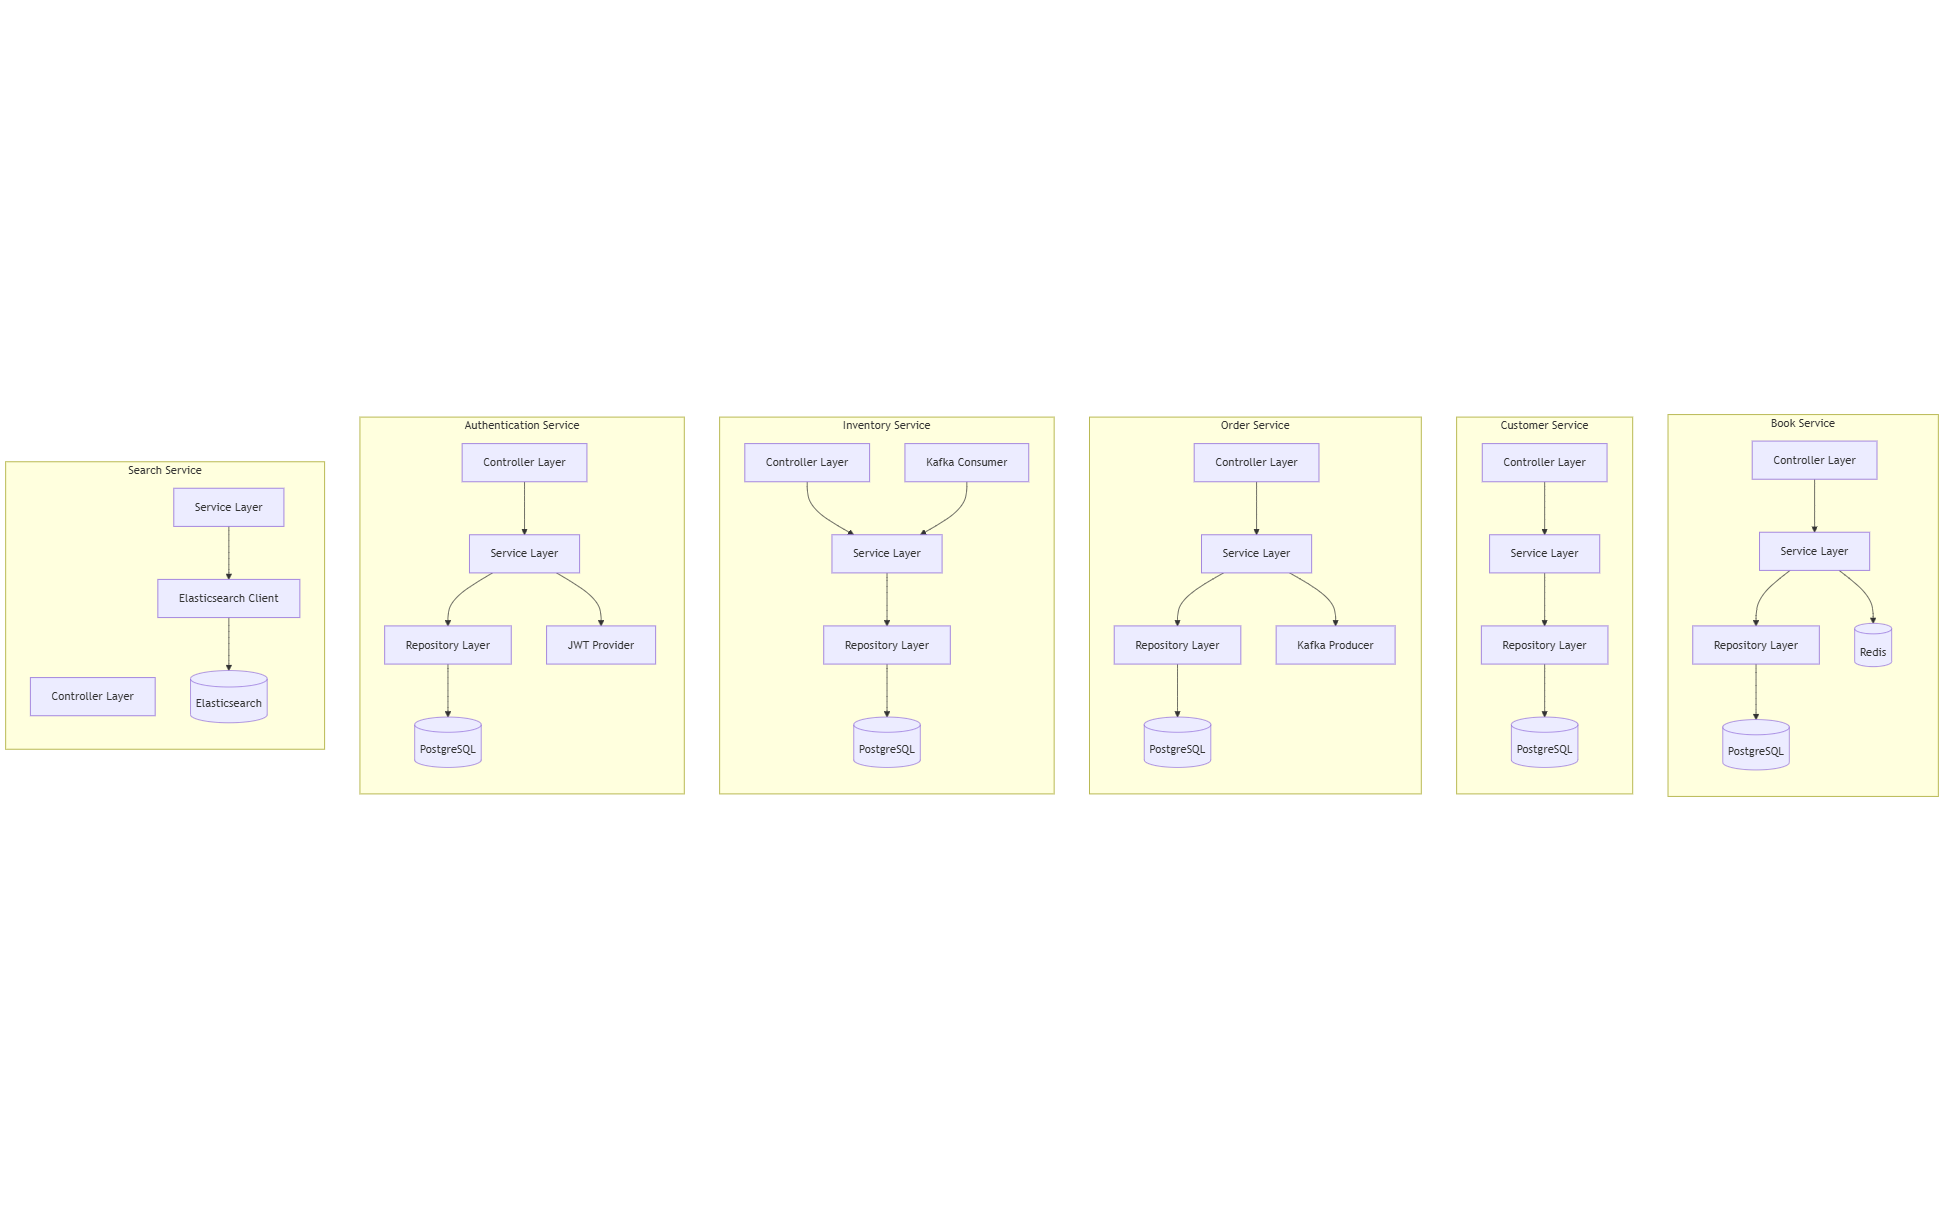 Search Service
Service Layer
Elasticsearch Client
Controller Layer
Elasticsearch
Authentication Service
Controller Layer
Service Layer
Repository Layer
JWT Provider
PostgreSQL
Inventory Service
Controller Layer
Kafka Consumer
Service Layer
Repository Layer
PostgreSQL
Order Service
Controller Layer
Service Layer
Repository Layer
Kafka Producer
PostgreSQL
Customer Service
Controller Layer
Service Layer
Repository Layer
PostgreSQL
Book Service
Controller Layer
Service Layer
Repository Layer
Redis
PostgreSQL